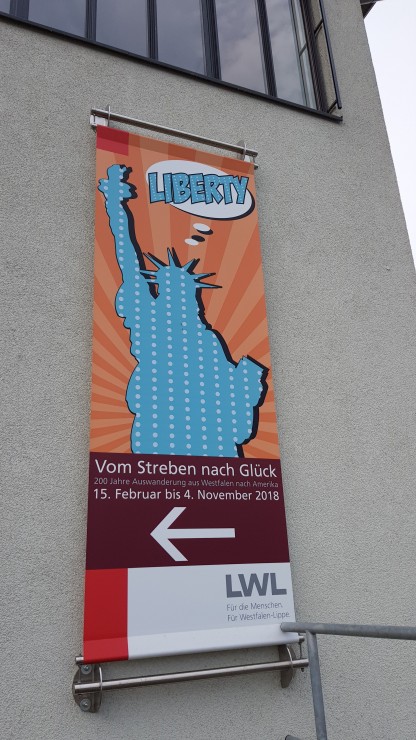 LIBERTY
Vom Streben nach Glück
200 Jahre Auswanderung aus Westfalen nach Amerika
15. Februar bis 4. November 2018
LWL
Für die Menschen.
Für Westfalen-Lippe.